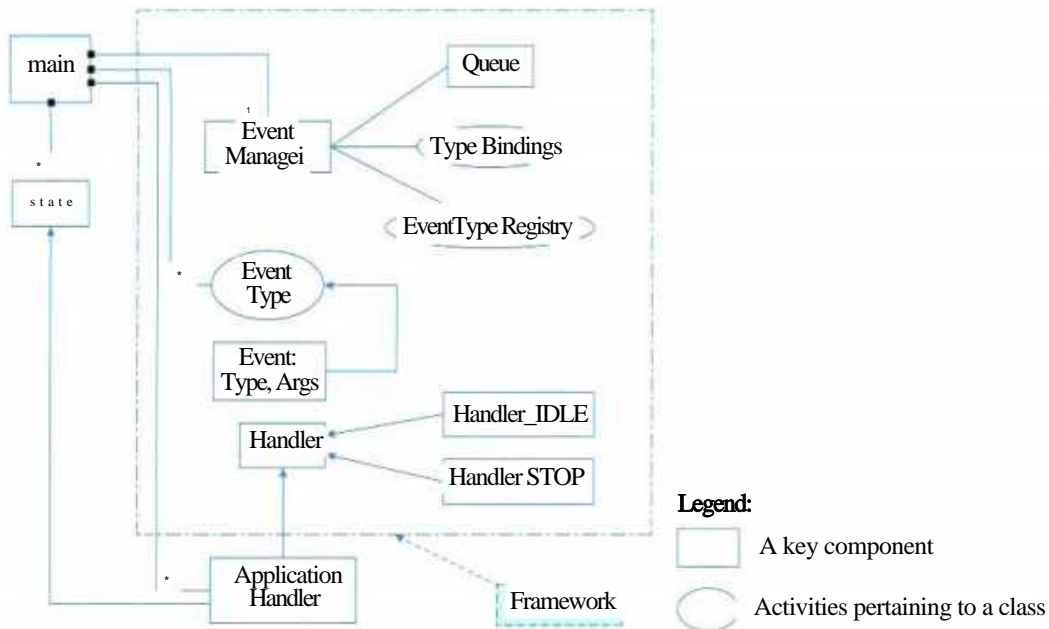 main
Queue
1
Event
Managei
Type Bindings
*
state
EventType Registry
*
Event
Type
Event:
Type, Args
Handler_IDLE
Handler
Handler STOP
Legend:
A key component
*
Application
Handler
Framework
Activities pertaining to a class